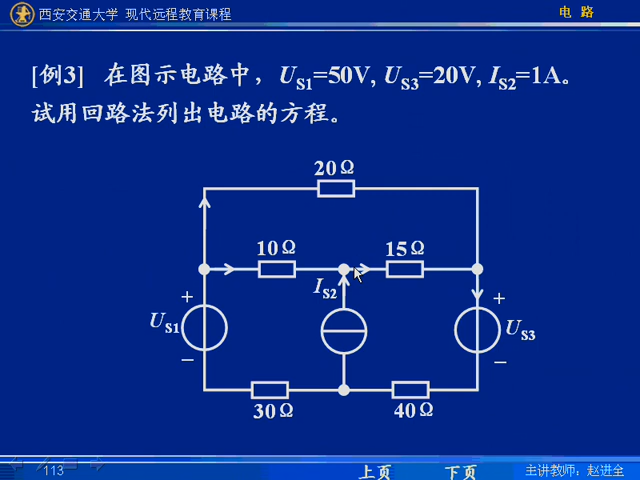 西安交通大学 现代远程教育课程
电 路
[例3] 在图示电路中，US1=50V, US3=20V, IS2=1A。
试用回路法列出电路的方程。
20Ω
10Ω
15Ω
IS2
+
+
US1
US3
−
−
30Ω
40Ω
113
上页
下页
主讲教师：赵进全